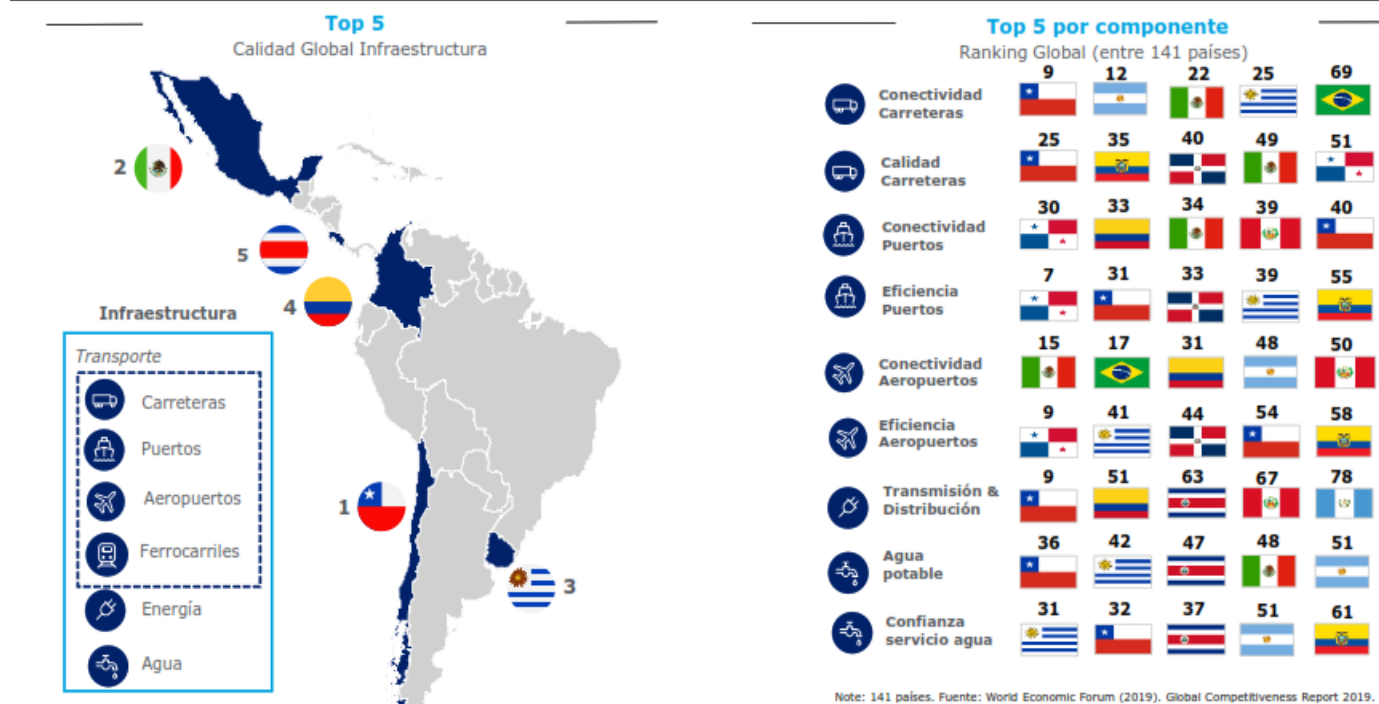 Top 5
Calidad Global Infraestructura
2
5
4
1
3
Infraestructura
Transporte
Carreteras
Puertos
Aeropuertos
Ferrocarriles
Energía
Agua
Top 5 por componente
Ranking Global (entre 141 países)
9 12 22 25 69
Conectividad
Carreteras
25 35 40 49 51
Calidad
Carreteras
30 33 34 39 40
Conectividad
Puertos
7 31 33 39 55
Eficiencia
Puertos
15 17 31 48 50
Conectividad
Aeropuertos
9 41 44 54 58
Eficiencia
Aeropuertos
9 51 63 67 78
Transmisión &
Distribución
36 42 47 48 51
Agua
potable
31 32 37 51 61
Confianza
servicio agua
Note: 141 países. Fuente: World Economic Forum (2019). Global Competitiveness Report 2019.